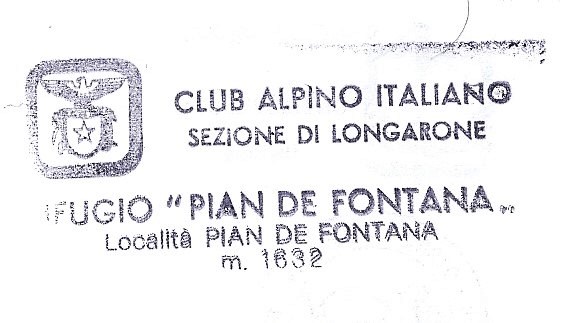 CLUB ALPINO ITALIANO
SEZIONE DI LONGARONE
IFUGIO "PIAN DE FONTANA„
Località PIAN DE FONTANA
m. 1632